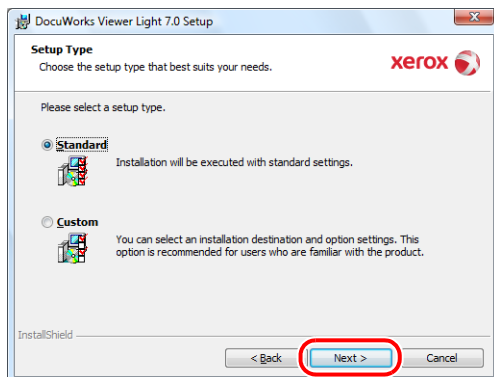 DocuWorks Viewer Light 7.0 Setup
Setup Type
Choose the setup type that best suits your needs.
xerox
Please select a setup type.
Standard
Installation will be executed with standard settings.
Custom
You can select an installation destination and option settings. This
option is recommended for users who are familiar with the product.
InstallShield
< Back
Next >
Cancel